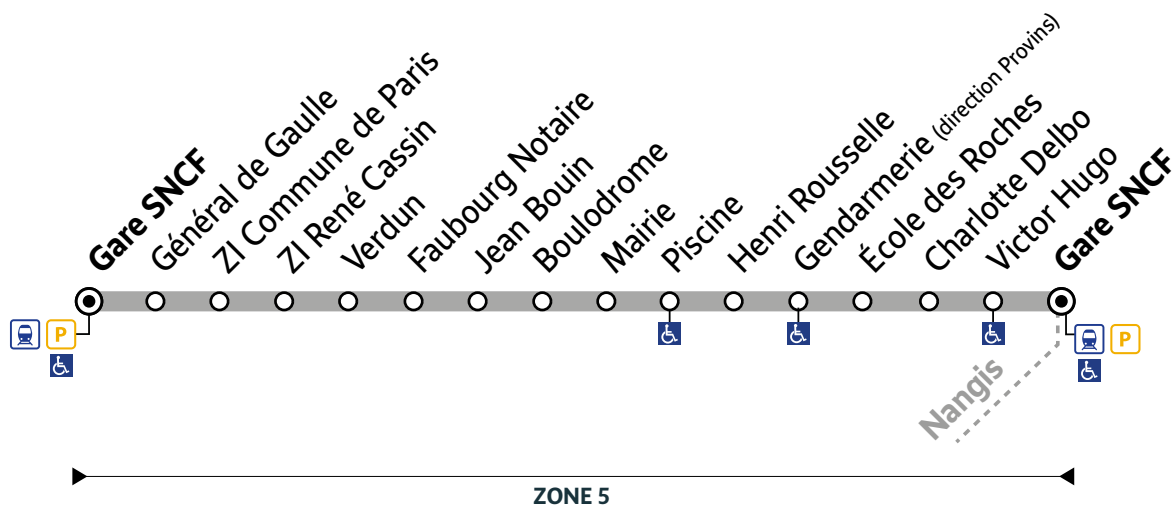 Gare SNCF
Général de Gaulle
ZI Commune de Paris
ZI René Cassin
Verdun
Faubourg Notaire
Jean Bouin
Boulodrome
Mairie
Piscine
Henri Rousselle
Gendarmerie (direction Provins)
École des Roches
Charlotte Delbo
Victor Hugo
Gare SNCF
P
P
Nangis
ZONE 5